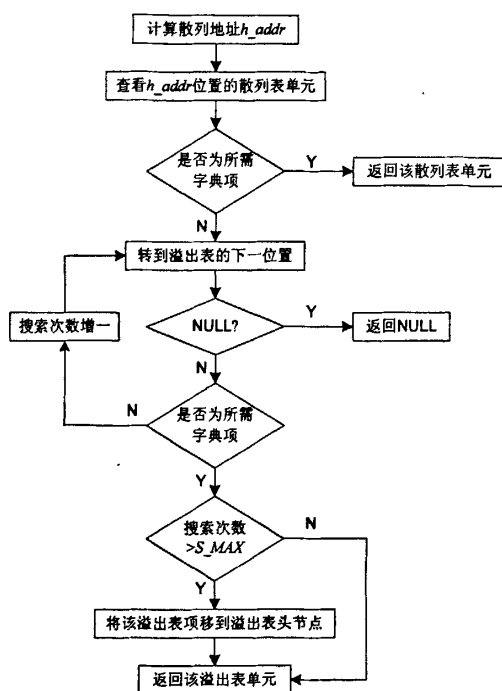 计算散列地址h_addr
查看h_addr位置的散列表单元
是否为所需
字典项
Y
返回该散列表单元
N
转到溢出表的下一位置
搜索次数增一
NULL?
Y
返回NULL
N
是否为所需
字典项
N
Y
搜索次数
>S_MAX
N
Y
将该溢出表项移到溢出表头节点
返回该溢出表单元